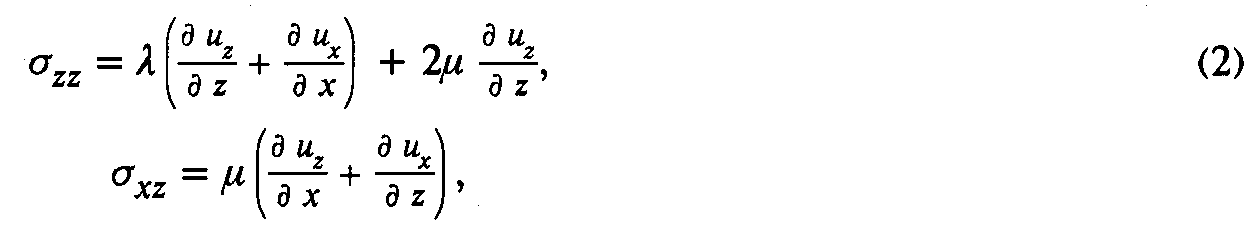 σ_zz = λ(∂ u_z/∂ z + ∂ u_x/∂ x) + 2μ ∂ u_z/∂ z, (2)
σ_xz = μ(∂ u_z/∂ x + ∂ u_x/∂ z),